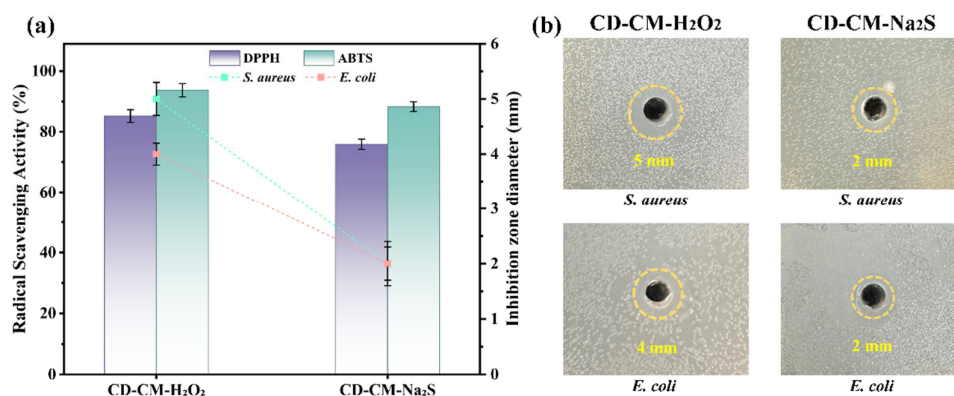 (a)
DPPH
ABTS
S. aureus
E. coli
Radical Scavenging Activity (%)
100
80
60
40
20
0
6
5
4
3
2
1
0
Inhibition zone diameter (mm)
CD-CM-H₂O₂
CD-CM-Na₂S
(b)
CD-CM-H₂O₂
CD-CM-Na₂S
5 mm
2 mm
S. aureus
S. aureus
4 mm
2 mm
E. coli
E. coli